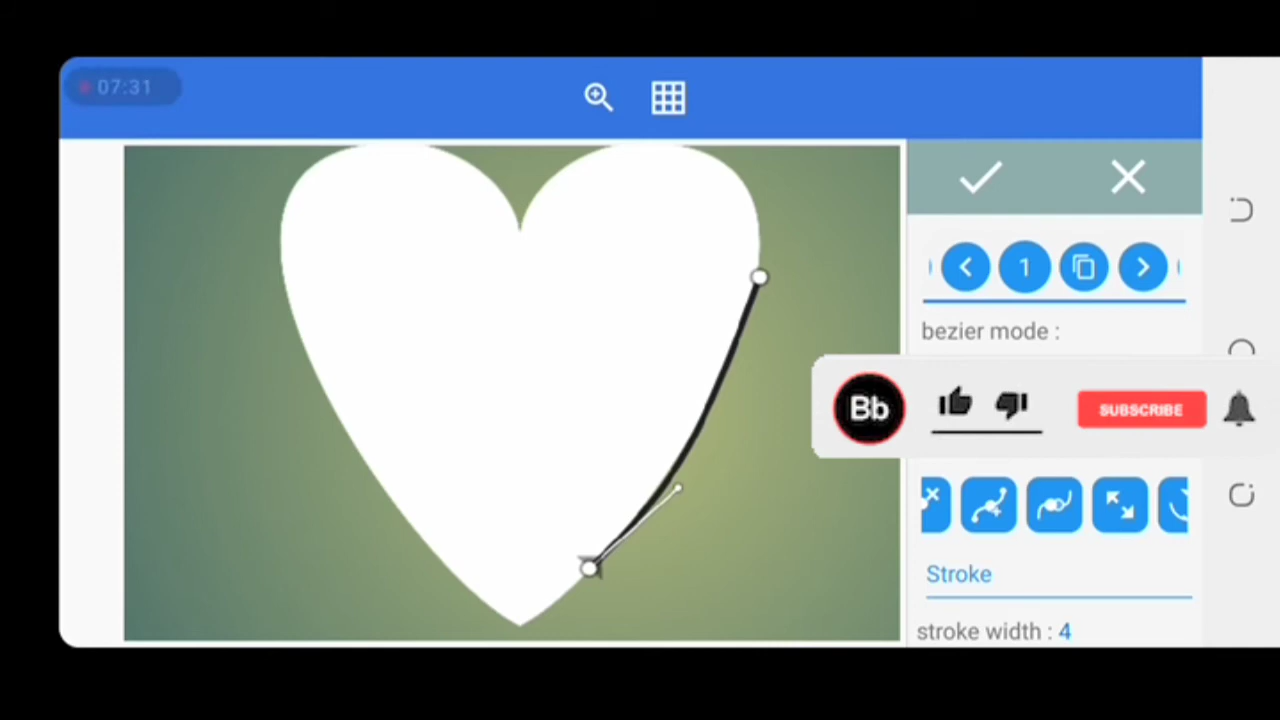 07:31
1
bezier mode :
Bb
SUBSCRIBE
Stroke
stroke width : 4